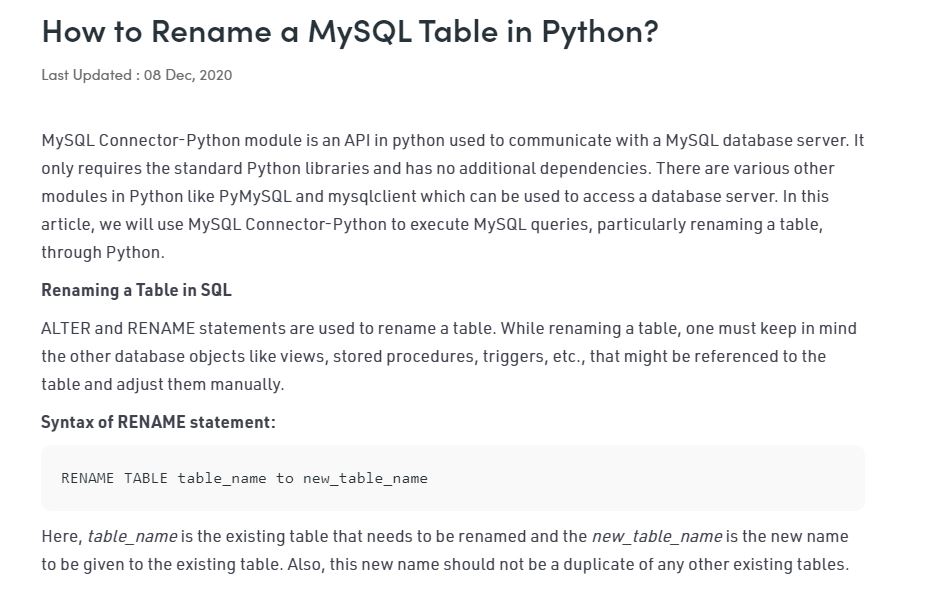 How to Rename a MySQL Table in Python?
Last Updated : 08 Dec, 2020
MySQL Connector-Python module is an API in python used to communicate with a MySQL database server. It
only requires the standard Python libraries and has no additional dependencies. There are various other
modules in Python like PyMySQL and mysqlclient which can be used to access a database server. In this
article, we will use MySQL Connector-Python to execute MySQL queries, particularly renaming a table,
through Python.
Renaming a Table in SQL
ALTER and RENAME statements are used to rename a table. While renaming a table, one must keep in mind
the other database objects like views, stored procedures, triggers, etc., that might be referenced to the
table and adjust them manually.
Syntax of RENAME statement:
RENAME TABLE table_name to new_table_name
Here, table_name is the existing table that needs to be renamed and the new_table_name is the new name
to be given to the existing table. Also, this new name should not be a duplicate of any other existing tables.